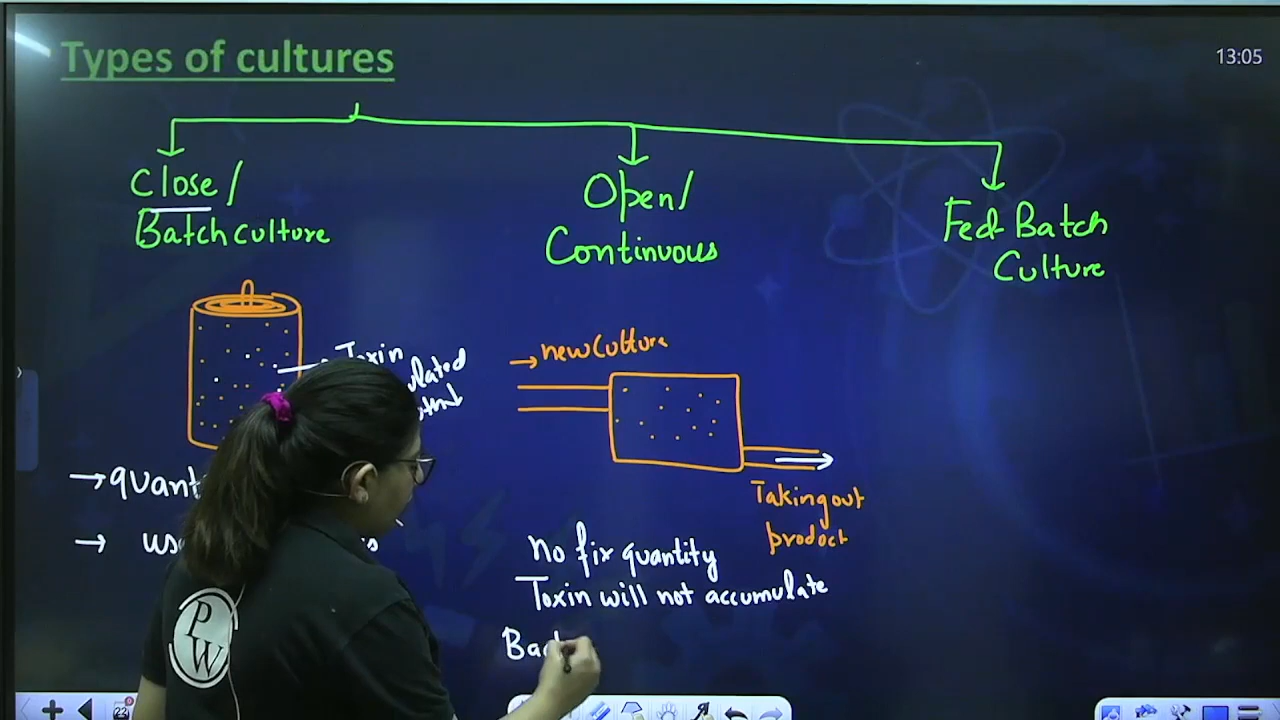 Types of cultures
13:05
Close/
Batch culture
Open/
Continuous
Fed Batch
Culture
Toxin
→ new culture
Taking out
product
no fix quantity
Toxin will not accumulate
P
W